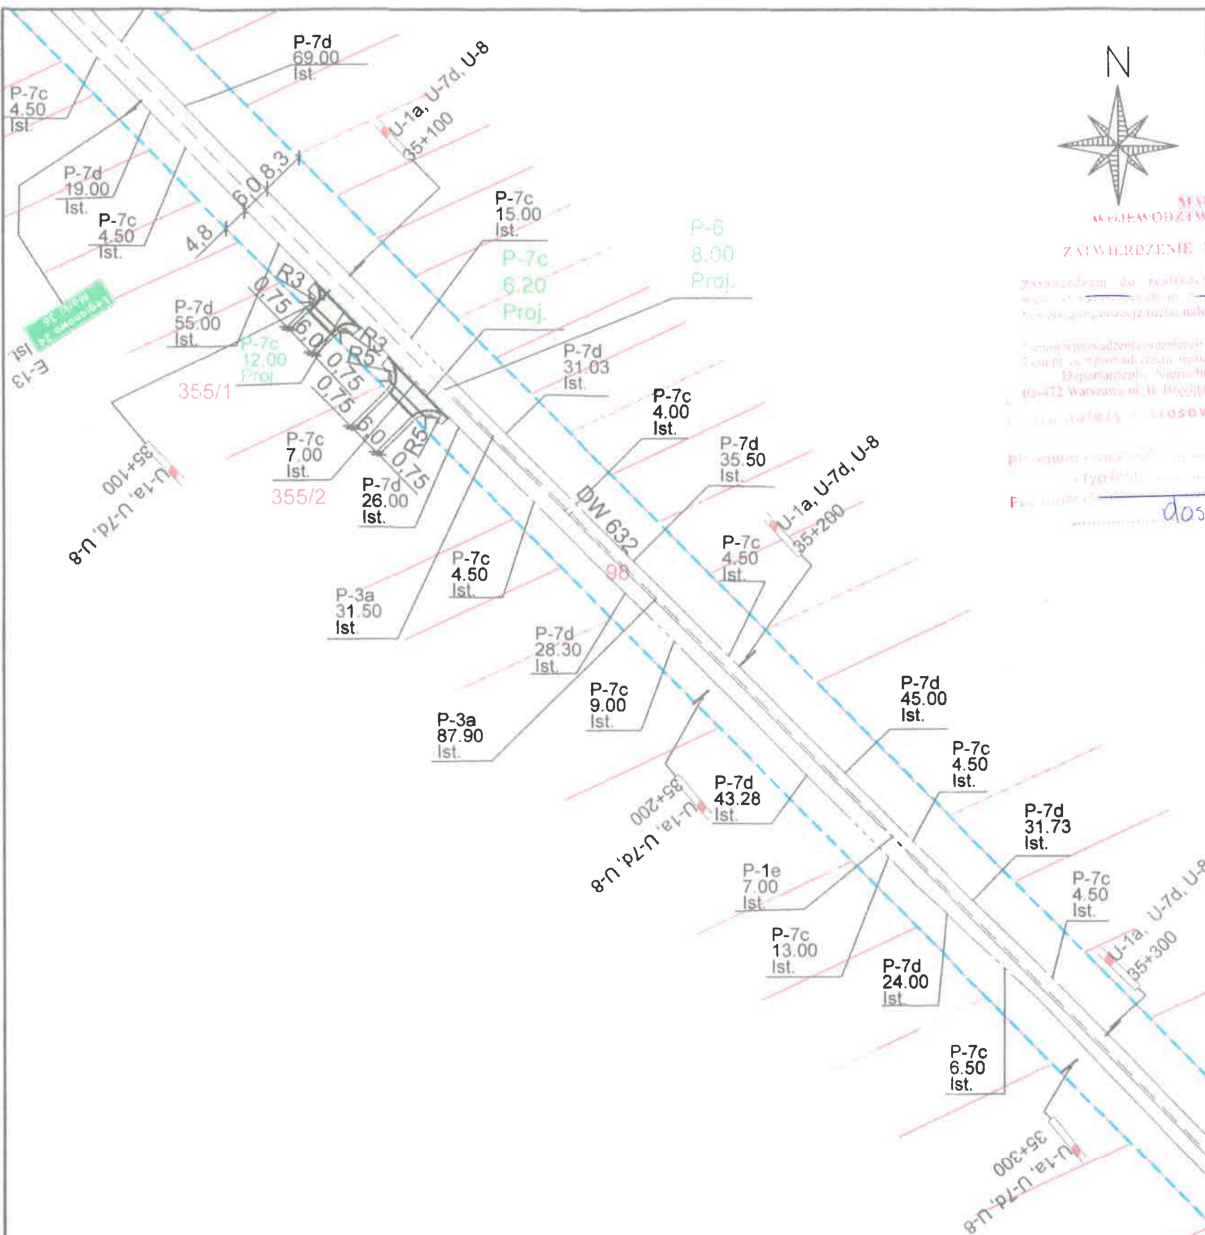 P-7d
69.00
Ist.
U-1a, U-7d, U-8
35+100
N
P-7c
4.50
Ist.
P-7d
19.00
Ist.
P-7c
4.50
Ist.
8,3
6,0
4,8
P-7c
15.00
Ist.
P-7c
6.20
Proj.
P-6
8.00
Proj.
ZATWIERDZENIE
Legionowo 24
E-13
Ist.
P-7d
55.00
Ist.
P-7c
12.00
Proj
355/1
R3
0,75
6,0
0,75
R3
R5
0,75
6,0
0,75
R5
P-7d
31.03
Ist.
P-7c
4.00
Ist.
P-7d
35.50
Ist.
P-7c
7.00
Ist.
355/2
35+100
U-1a, U-7d, U-8
P-7d
26.00
Ist.
DW 632
98
U-1a, U-7d, U-8
35+200
P-7c
4.50
Ist.
P-7c
4.50
Ist.
P-3a
31.50
Ist.
P-7d
28.30
Ist.
P-7c
9.00
Ist.
P-3a
87.90
Ist.
P-7d
45.00
Ist.
P-7c
4.50
Ist.
35+200
U-1a, U-7d, U-8
P-7d
43.28
Ist.
P-7d
31.73
Ist.
P-1e
7.00
Ist.
P-7c
4.50
Ist.
U-1a, U-7d, U-8
35+300
P-7c
13.00
Ist.
P-7d
24.00
Ist.
P-7c
6.50
Ist.
35+300
U-1a, U-7d, U-8